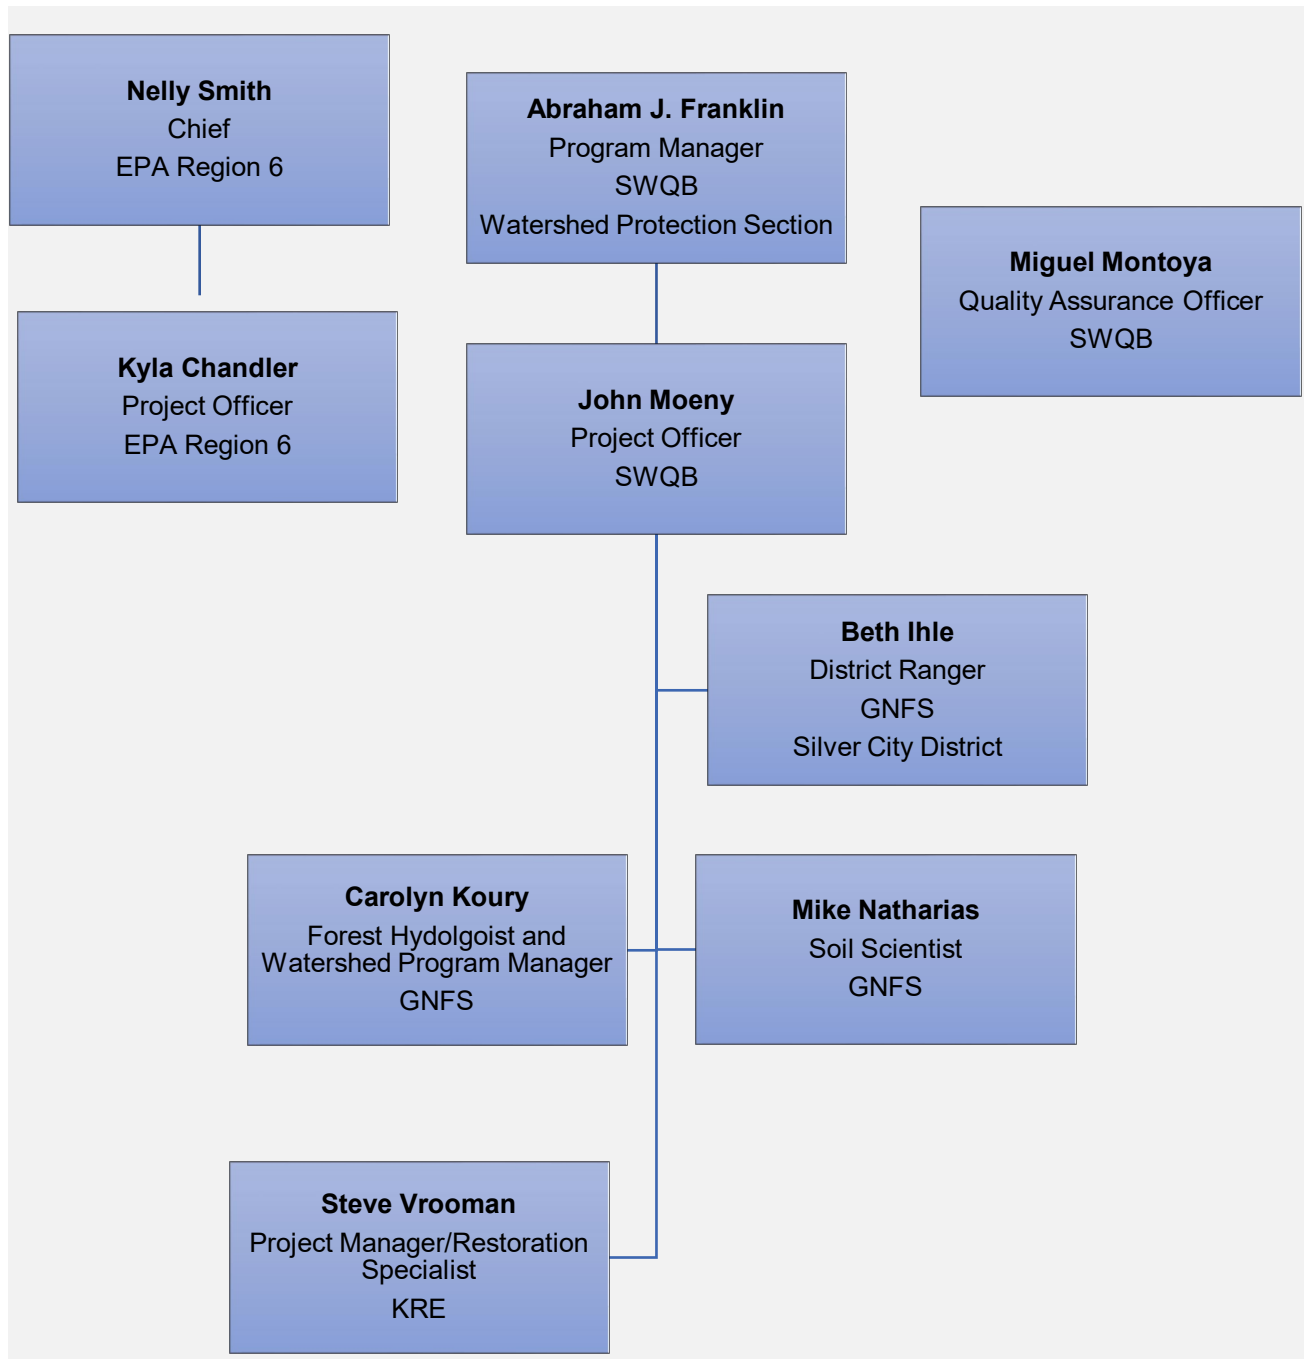 Nelly Smith
Chief
EPA Region 6
Abraham J. Franklin
Program Manager
SWQB
Watershed Protection Section
Miguel Montoya
Quality Assurance Officer
SWQB
Kyla Chandler
Project Officer
EPA Region 6
John Moeny
Project Officer
SWQB
Beth Ihle
District Ranger
GNFS
Silver City District
Carolyn Koury
Forest Hydolgoist and
Watershed Program Manager
GNFS
Mike Natharias
Soil Scientist
GNFS
Steve Vrooman
Project Manager/Restoration
Specialist
KRE